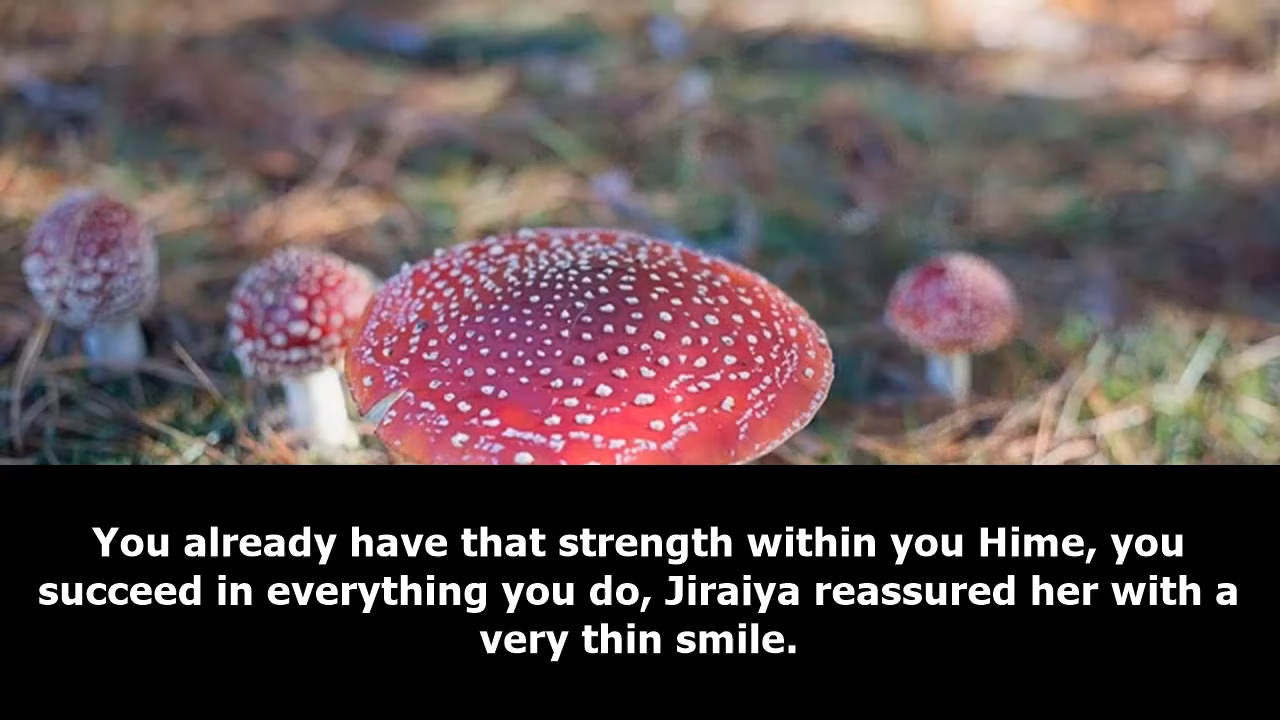 You already have that strength within you Hime, you
succeed in everything you do, Jiraiya reassured her with a
very thin smile.